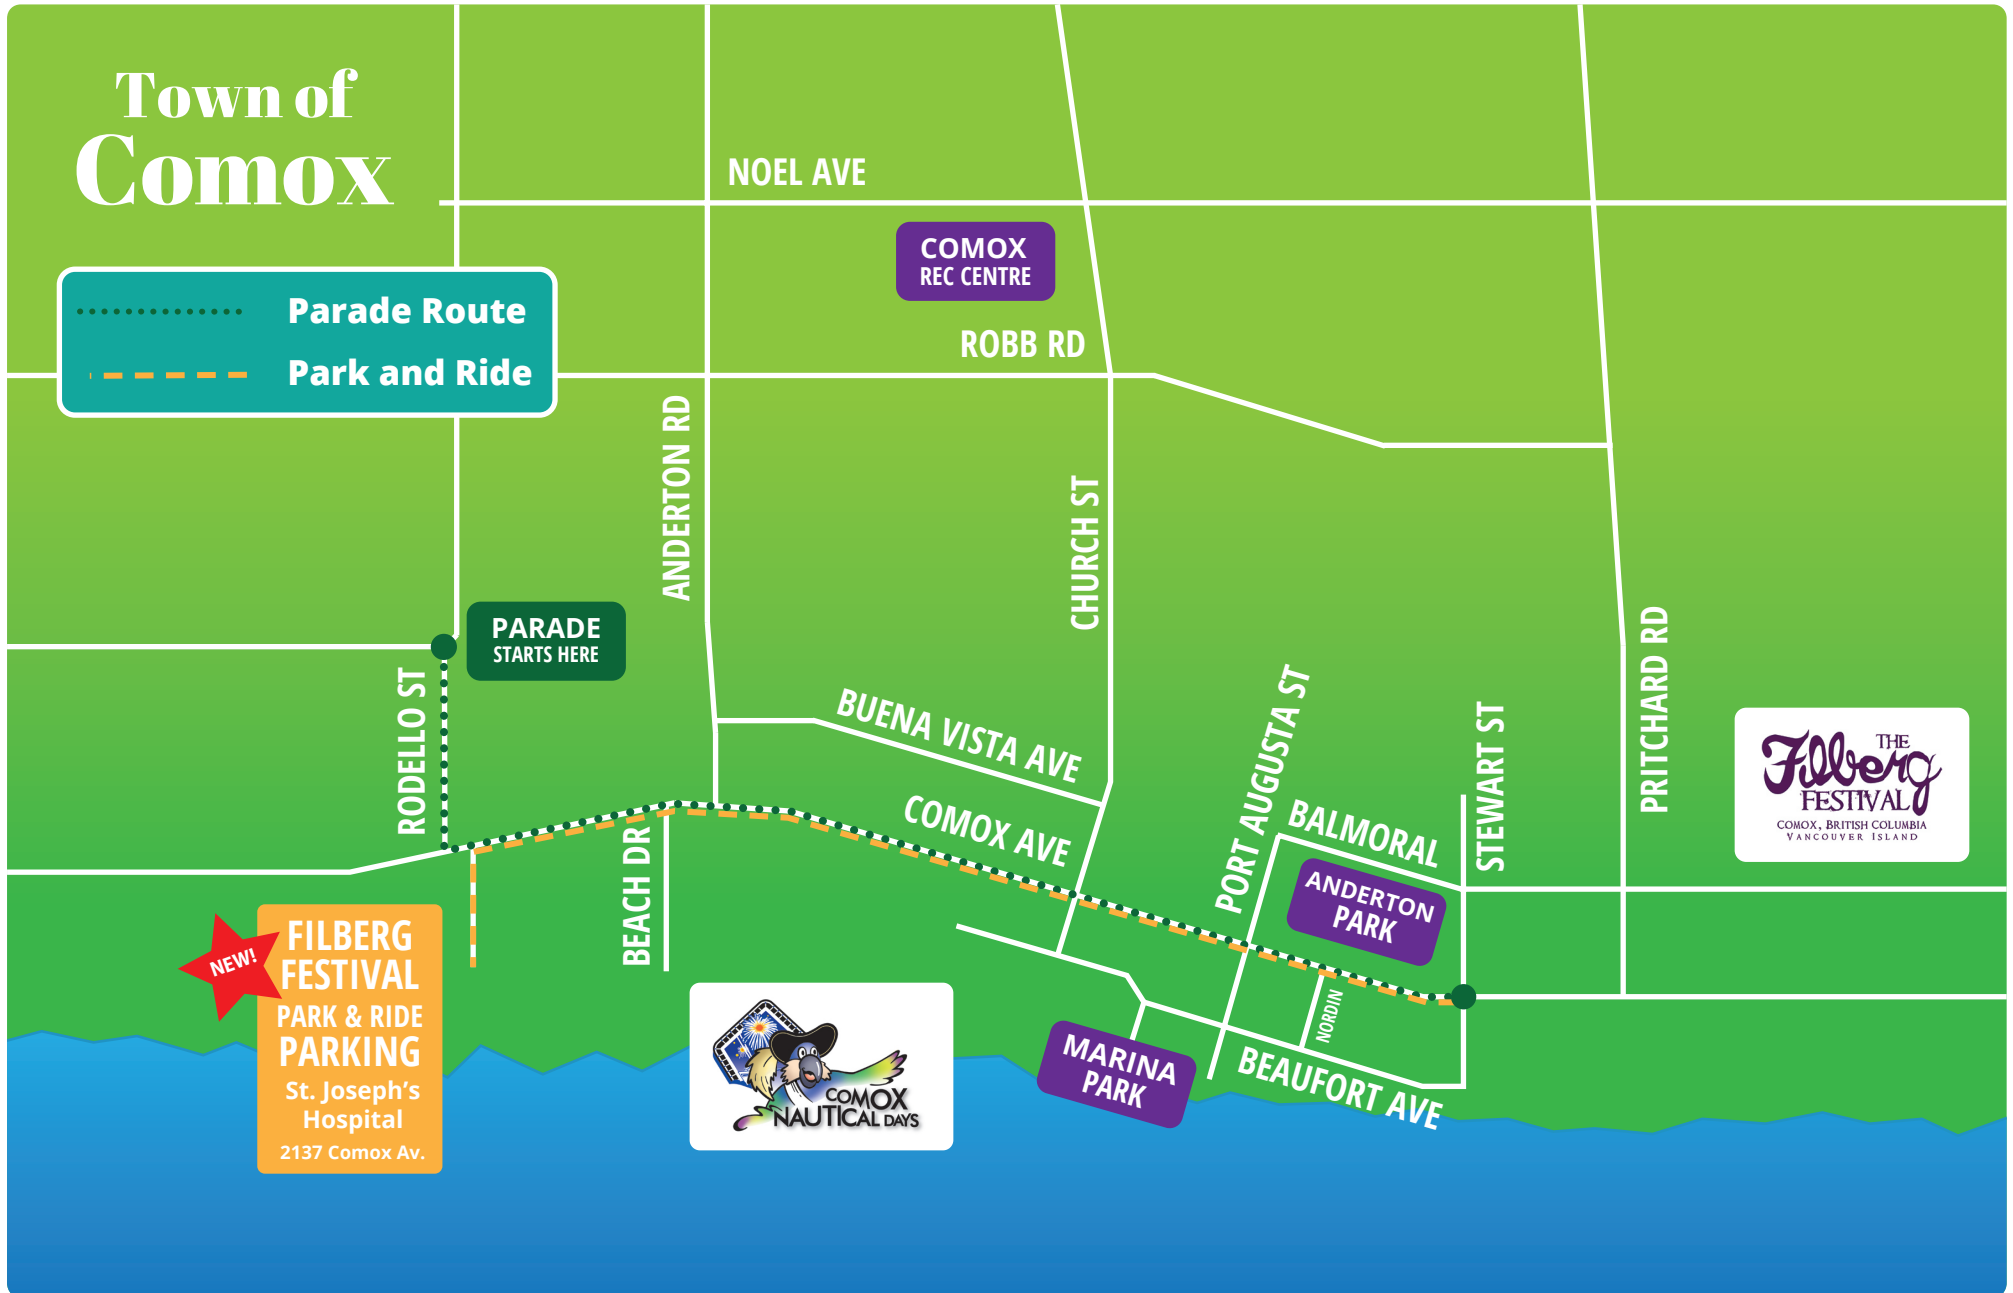 Town of
Comox
NOEL AVE
COMOX
REC CENTRE
Parade Route
Park and Ride
ROBB RD
ANDERTON RD
CHURCH ST
PARADE
STARTS HERE
RODELLO ST
BUENA VISTA AVE
COMOX AVE
PORT AUGUSTA ST
BALMORAL
STEWART ST
PRITCHARD RD
THE
Filberg
FESTIVAL
COMOX, BRITISH COLUMBIA
VANCOUVER ISLAND
ANDERTON
PARK
BEACH DR
NEW!
FILBERG
FESTIVAL
PARK & RIDE
PARKING
St. Joseph's
Hospital
2137 Comox Av.
COMOX
NAUTICAL DAYS
MARINA
PARK
NORDIN
BEAUFORT AVE